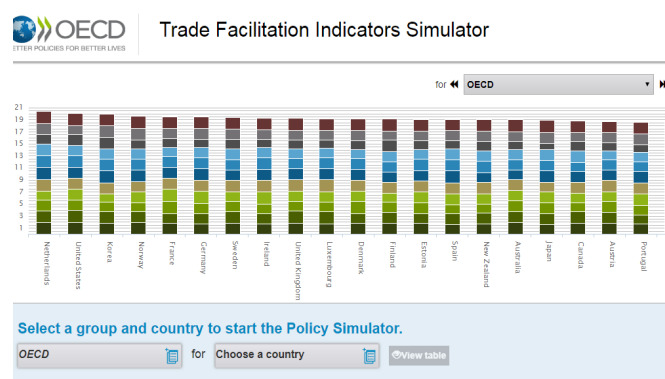 OECD
ETTER POLICIES FOR BETTER LIVES
Trade Facilitation Indicators Simulator
for OECD
21
19
17
15
13
11
9
7
5
3
1
Netherlands
United States
Korea
Norway
France
Germany
Sweden
Ireland
United Kingdom
Luxembourg
Denmark
Finland
Estonia
Spain
New Zealand
Australia
Japan
Canada
Austria
Portugal
Select a group and country to start the Policy Simulator.
OECD for Choose a country View table